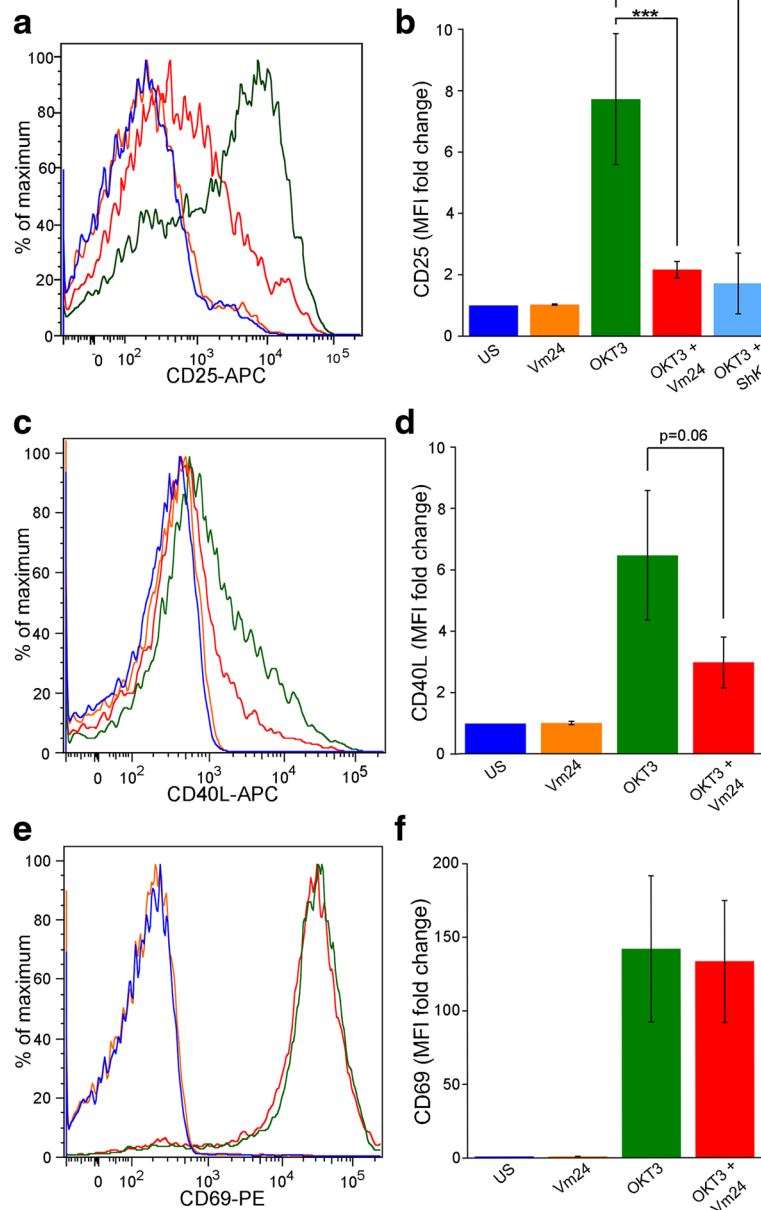 a
% of maximum
100
80
60
40
20
0
0 10² 10³ 10⁴ 10⁵
CD25-APC
b
CD25 (MFI fold change)
10
8
6
4
2
0
***
US Vm24 OKT3 OKT3 + Vm24 OKT3 +
c
% of maximum
100
80
60
40
20
0
0 10² 10³ 10⁴ 10⁵
CD40L-APC
d
CD40L (MFI fold change)
10
8
6
4
2
0
p=0.06
US Vm24 OKT3 OKT3 + Vm24
e
% of maximum
100
80
60
40
20
0
0 10² 10³ 10⁴ 10⁵
CD69-PE
f
CD69 (MFI fold change)
200
150
100
50
0
US Vm24 OKT3 OKT3 + Vm24